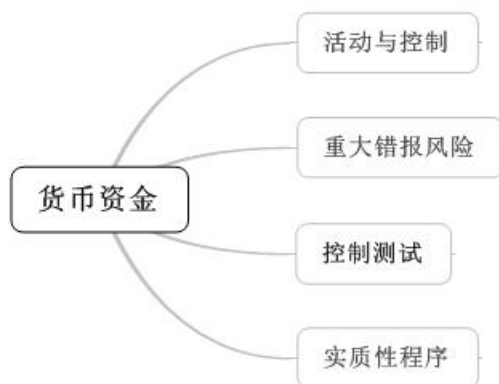 活动与控制
重大错报风险
货币资金
控制测试
实质性程序